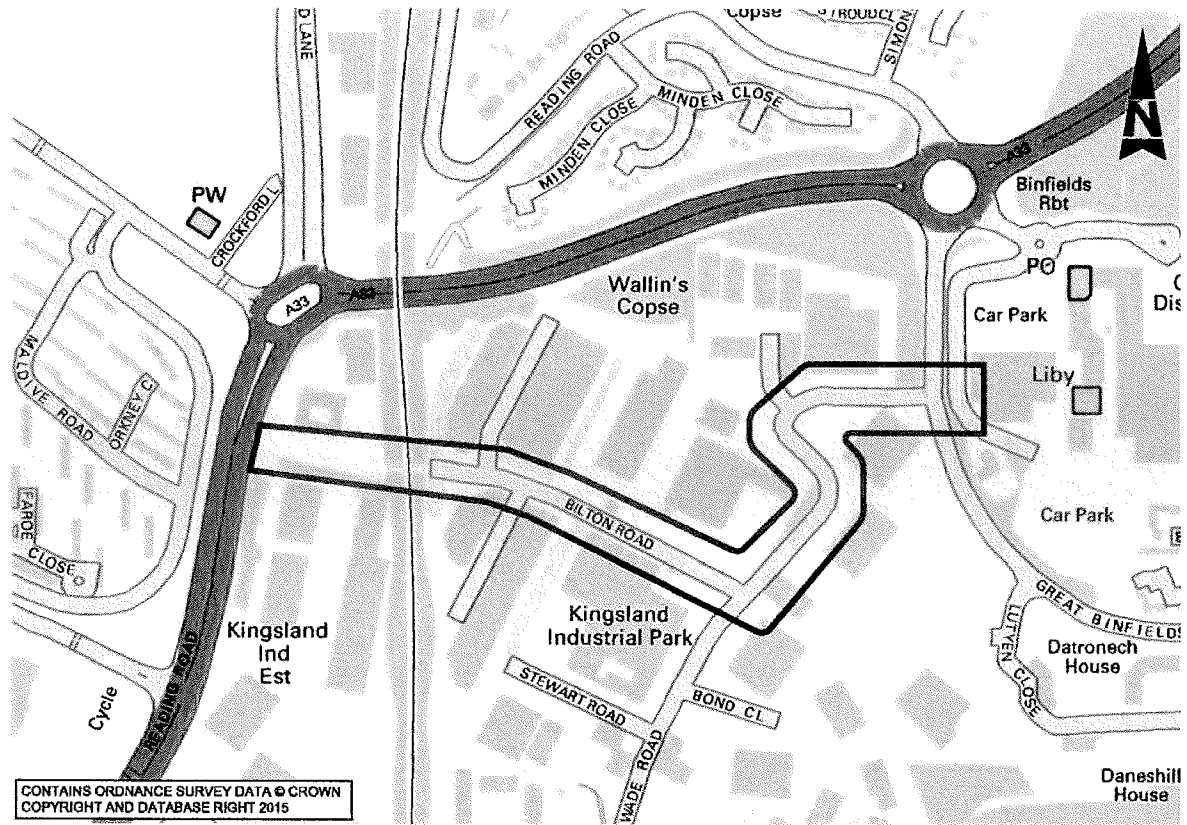 D LANE
READING ROAD
Copse
STROUD CL
SIMON
MINDEN CLOSE
MINDEN CLOSE
N
A33
Binfields
Rbt
PW
CROCKFORD L
A33
A33
Wallin's
Copse
PO
Car Park
Dis
Liby
MALDIVE ROAD
ORKNEY C
FAROE
CLOSE
BILTON ROAD
Car Park
Kingsland
Industrial Park
Kingsland
Ind
Est
GREAT BINFIELDS
LUTYEN CLOSE
Datronech
House
STEWART ROAD
BOND CL
Cycle
READING ROAD
WADE ROAD
Daneshill
House
CONTAINS ORDNANCE SURVEY DATA © CROWN
COPYRIGHT AND DATABASE RIGHT 2015